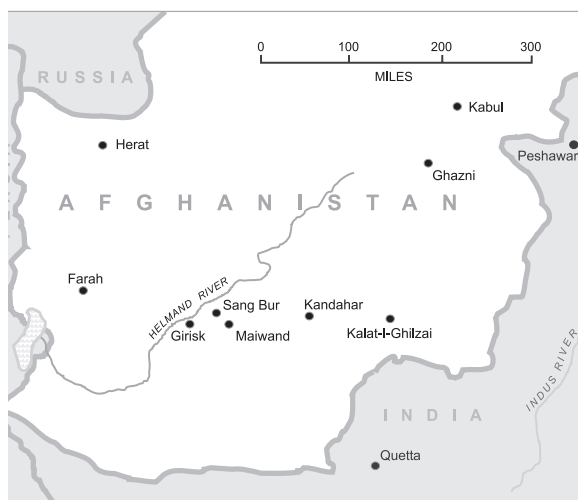 0 100 200 300
MILES
RUSSIA
Kabul
Herat
Peshawar
Ghazni
AFGHANISTAN
Farah
HELMAND RIVER
Sang Bur
Kandahar
Girisk
Maiwand
Kalat-I-Ghilzai
INDUS RIVER
INDIA
Quetta